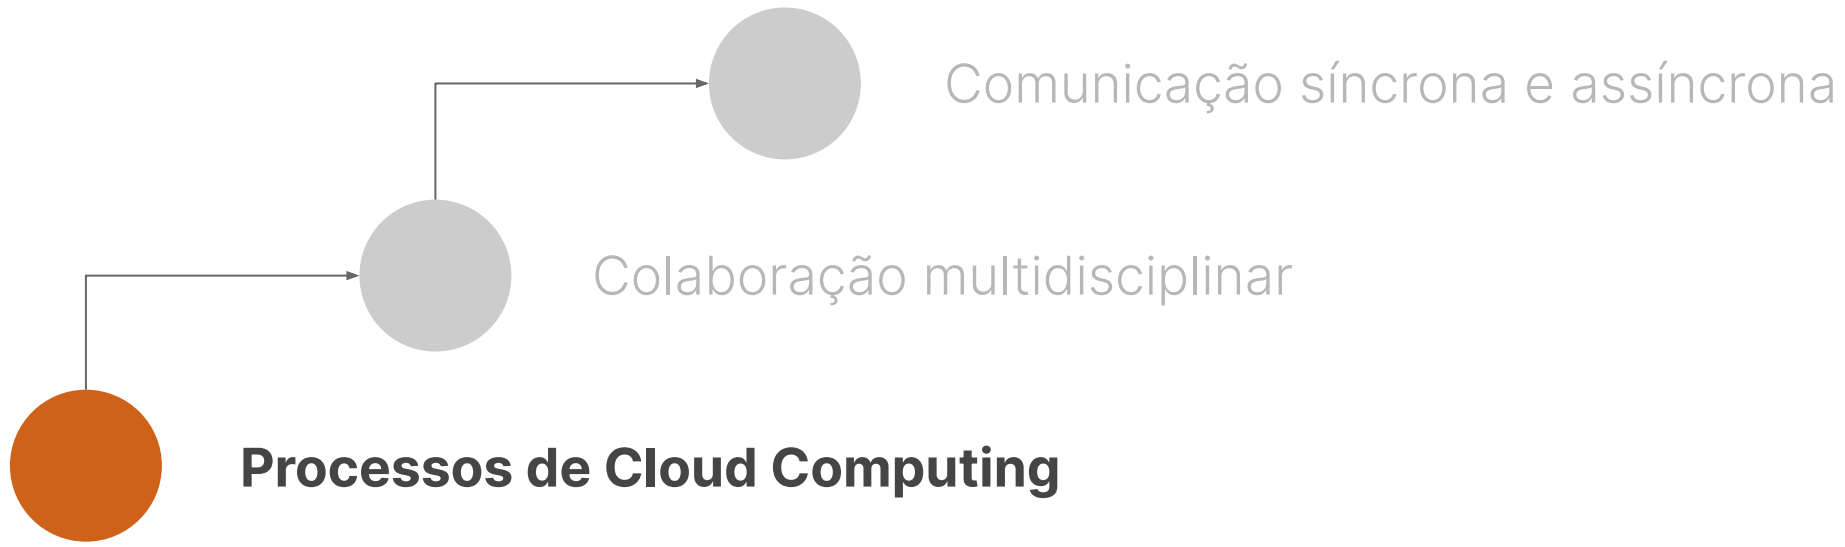 Comunicação síncrona e assíncrona
Colaboração multidisciplinar
Processos de Cloud Computing